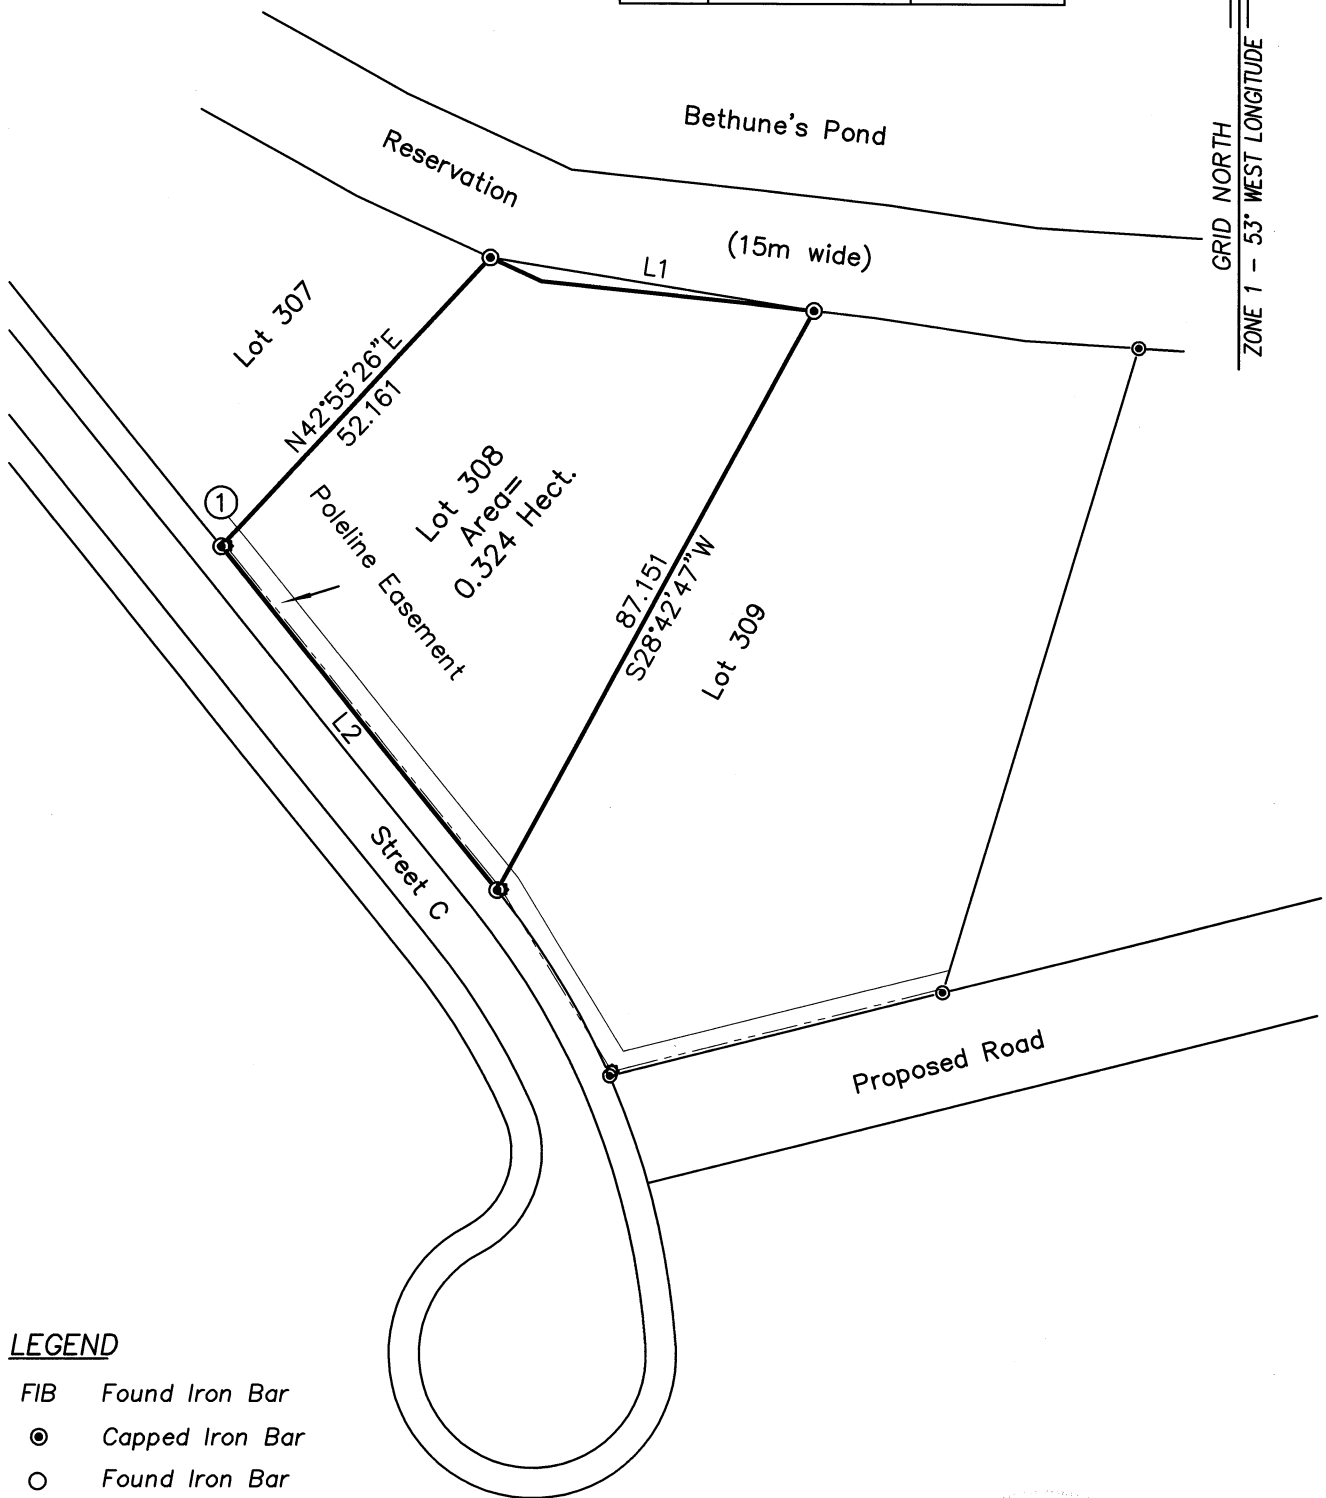 Bethune's Pond
Reservation
(15m wide)
GRID NORTH
ZONE 1 - 53° WEST LONGITUDE
L1
Lot 307
N42°55'26"E
52.161
Lot 308
Area=
0.324 Hect.
1
Poleline Easement
87.151
S28°42'47"W
Lot 309
L2
Street C
Proposed Road
LEGEND
FIB Found Iron Bar
Capped Iron Bar
Found Iron Bar